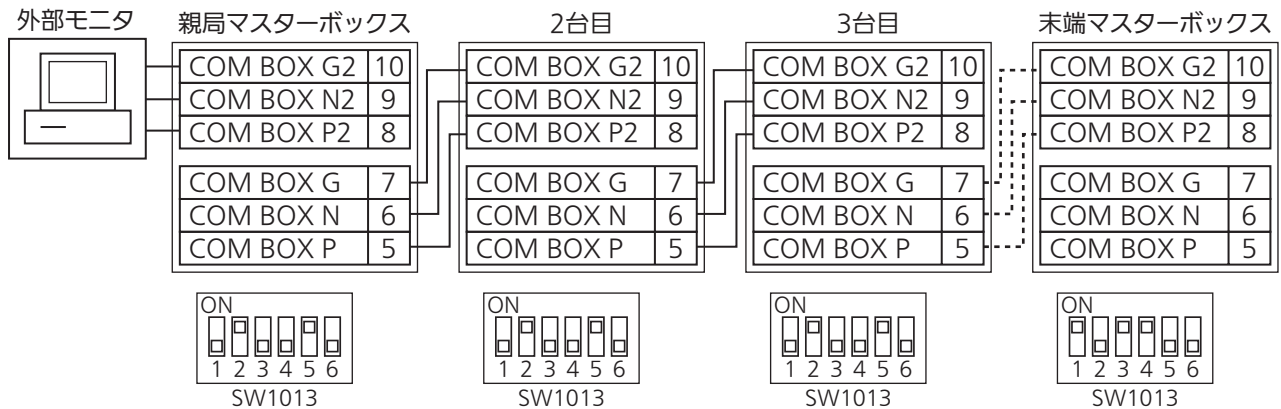 外部モニタ
親局マスターボックス
2台目
3台目
末端マスターボックス
COM BOX G2 10
COM BOX N2 9
COM BOX P2 8
COM BOX G 7
COM BOX N 6
COM BOX P 5
COM BOX G2 10
COM BOX N2 9
COM BOX P2 8
COM BOX G 7
COM BOX N 6
COM BOX P 5
COM BOX G2 10
COM BOX N2 9
COM BOX P2 8
COM BOX G 7
COM BOX N 6
COM BOX P 5
COM BOX G2 10
COM BOX N2 9
COM BOX P2 8
COM BOX G 7
COM BOX N 6
COM BOX P 5
ON
1 2 3 4 5 6
SW1013
ON
1 2 3 4 5 6
SW1013
ON
1 2 3 4 5 6
SW1013
ON
1 2 3 4 5 6
SW1013